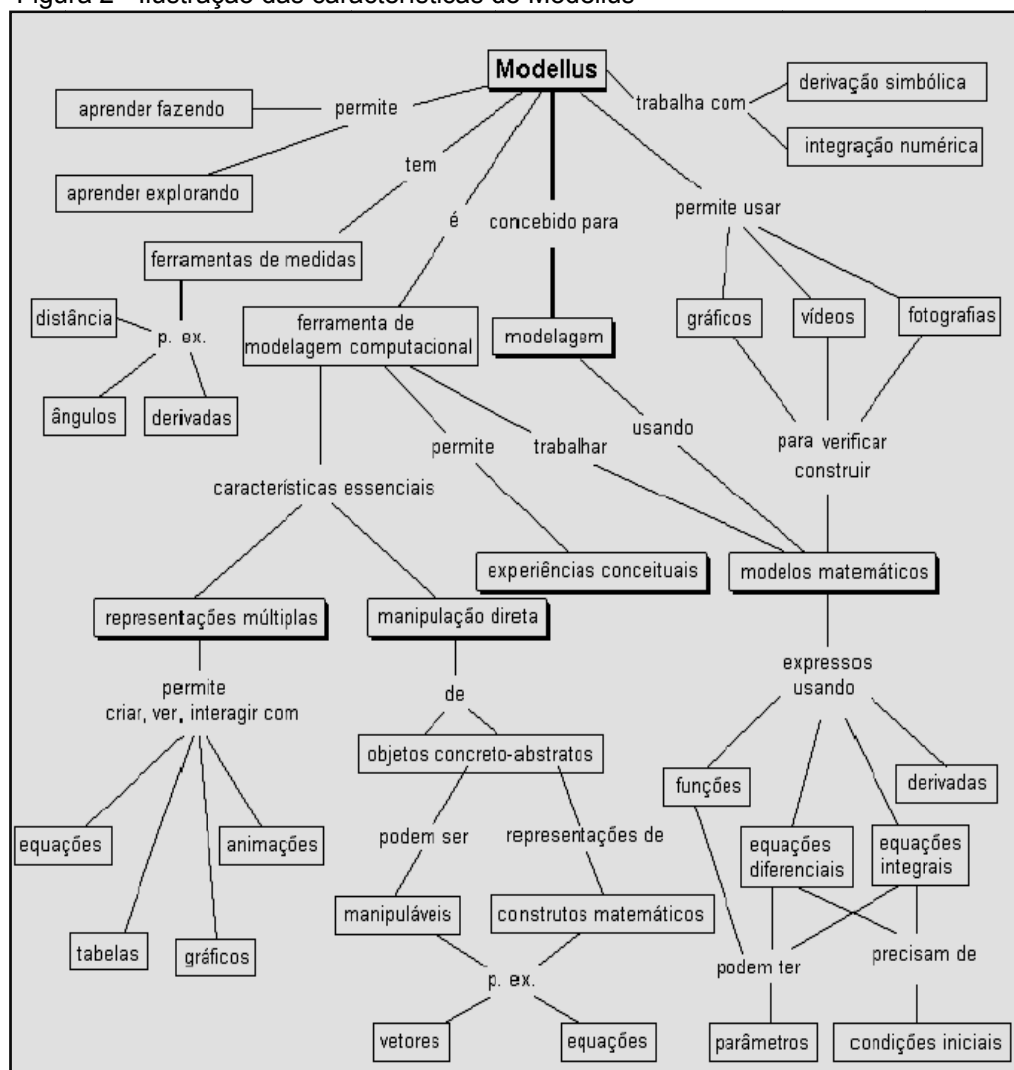 Figura 2 - Ilustração das características do Modellus
Modellus
aprender fazendo
permite
trabalha com
derivação simbólica
integração numérica
aprender explorando
tem
é
concebido para
permite usar
ferramentas de medidas
distância
p. ex.
ângulos
derivadas
ferramenta de
modelagem computacional
modelagem
gráficos
vídeos
fotografias
características essenciais
permite
trabalhar
usando
para verificar
construir
experiências conceituais
modelos matemáticos
representações múltiplas
manipulação direta
permite
criar, ver, interagir com
de
expressos
usando
objetos concreto-abstratos
funções
derivadas
equações
animações
podem ser
representações de
equações
diferenciais
equações
integrais
tabelas
gráficos
manipuláveis
construtos matemáticos
p. ex.
podem ter
precisam de
vetores
equações
parâmetros
condições iniciais